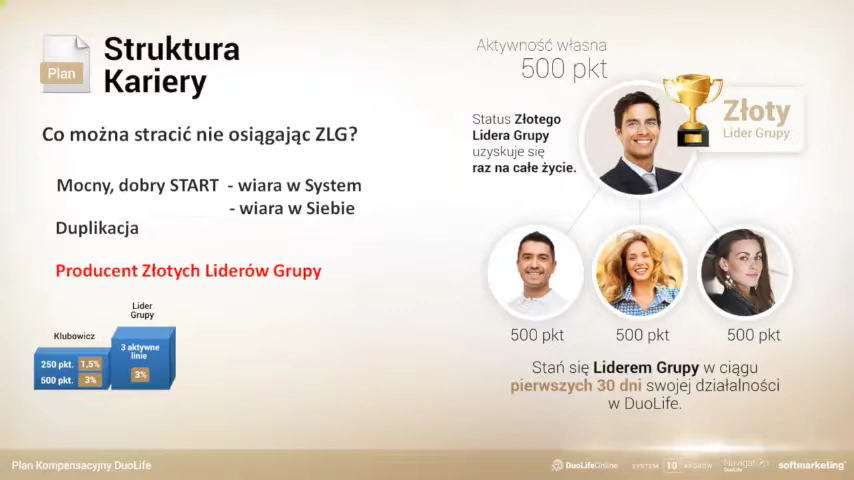 Plan
Struktura
Kariery
Co można stracić nie osiągając ZLG?
Mocny, dobry START - wiara w System
- wiara w Siebie
Duplikacja
Producent Złotych Liderów Grupy
Lider
Grupy
Klubowicz
3 aktywne
linie
250 pkt. 1,5%
500 pkt. 3%
3%
Aktywność własna
500 pkt
Status Złotego
Lidera Grupy
uzyskuje się
raz na całe życie.
Złoty
Lider Grupy
500 pkt 500 pkt 500 pkt
Stań się Liderem Grupy w ciągu
pierwszych 30 dni swojej działalności
w DuoLife.
Plan Kompensacyjny DuoLife
DuoLifeOnline
SYSTEM 10 KROKÓW
DuoLife
softmarketing